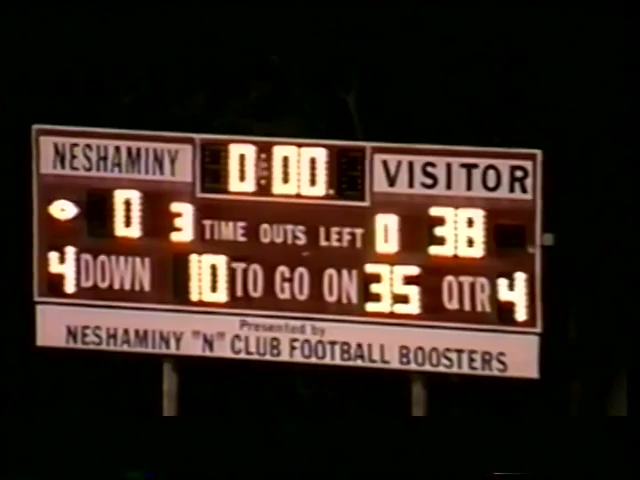 NESHAMINY 0:00 VISITOR
0 3 TIME OUTS LEFT 0 38
4 DOWN 10 TO GO ON 35 QTR 4
Presented by
NESHAMINY "N" CLUB FOOTBALL BOOSTERS